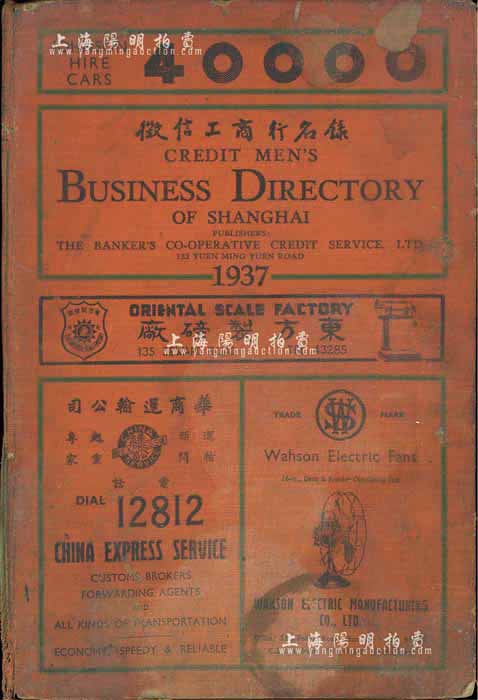 HIRE
CARS
40000
徵信工商行名錄
CREDIT MEN'S
BUSINESS DIRECTORY
OF SHANGHAI
PUBLISHERS:
THE BANKER'S CO-OPERATIVE CREDIT SERVICE, LTD.
133 YUEN MING YUEN ROAD
1937
ORIENTAL SCALE FACTORY
廠磅製方東
135
司公輸運商華
DIAL 12812
CHINA EXPRESS SERVICE
CUSTOMS BROKERS
FORWARDING AGENTS
AND
ALL KINDS OF TRANSPORTATION
ECONOMY, SPEEDY & RELIABLE
TRADE MARK
Wahson Electric Fans
WAHSON ELECTRIC MANUFACTURING
CO., LTD.
上海陽明拍賣
www.yangmingauction.com
上海陽明拍賣
www.yangmingauction.com
上海陽明拍賣
www.yangmingauction.com